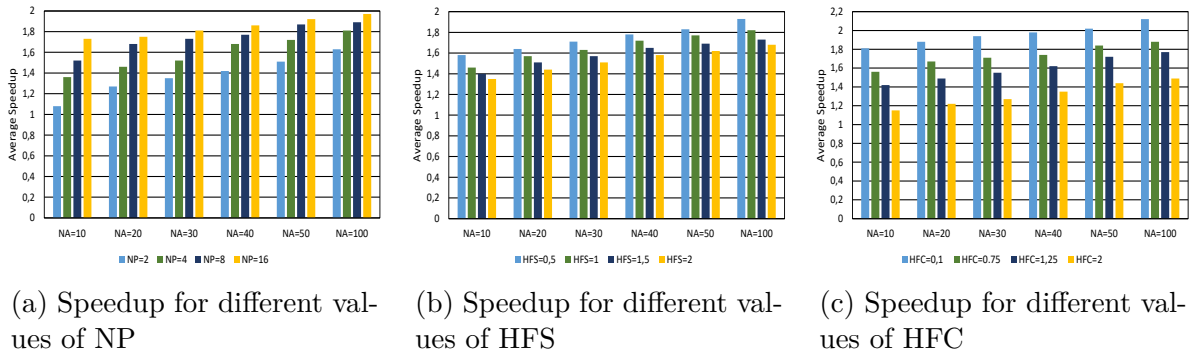 Average Speedup
2
1,8
1,6
1,4
1,2
1
0,8
0,6
0,4
0,2
0
NA=10 NA=20 NA=30 NA=40 NA=50 NA=100
NP=2 NP=4 NP=8 NP=16
(a) Speedup for different val-
ues of NP
Average Speedup
2
1,8
1,6
1,4
1,2
1
0,8
0,6
0,4
0,2
0
NA=10 NA=20 NA=30 NA=40 NA=50 NA=100
HFS=0,5 HFS=1 HFS=1,5 HFS=2
(b) Speedup for different val-
ues of HFS
Average Speedup
2,2
2
1,8
1,6
1,4
1,2
1
0,8
0,6
0,4
0,2
0
NA=10 NA=20 NA=30 NA=40 NA=50 NA=100
HFC=0,1 HFC=0.75 HFC=1,25 HFC=2
(c) Speedup for different val-
ues of HFC